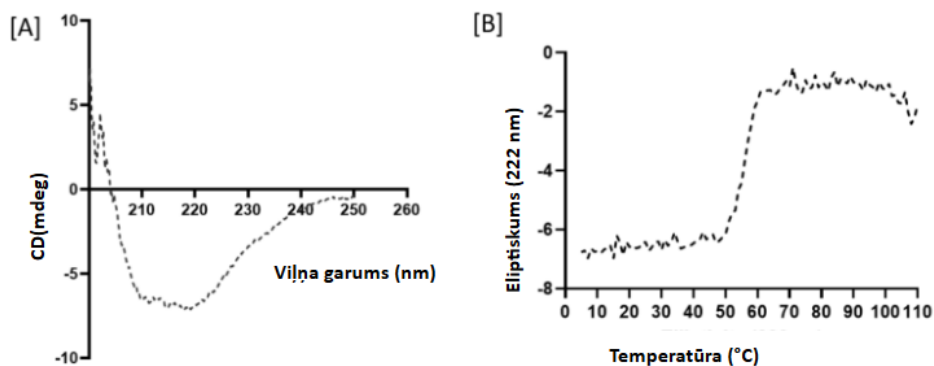 [A]
10
5
0
-5
-10
210 220 230 240 250 260
CD(mdeg)
Viļņa garums (nm)
[B]
0
-2
-4
-6
-8
0 10 20 30 40 50 60 70 80 90 100 110
Eliptiskums (222 nm)
Temperatūra (°C)